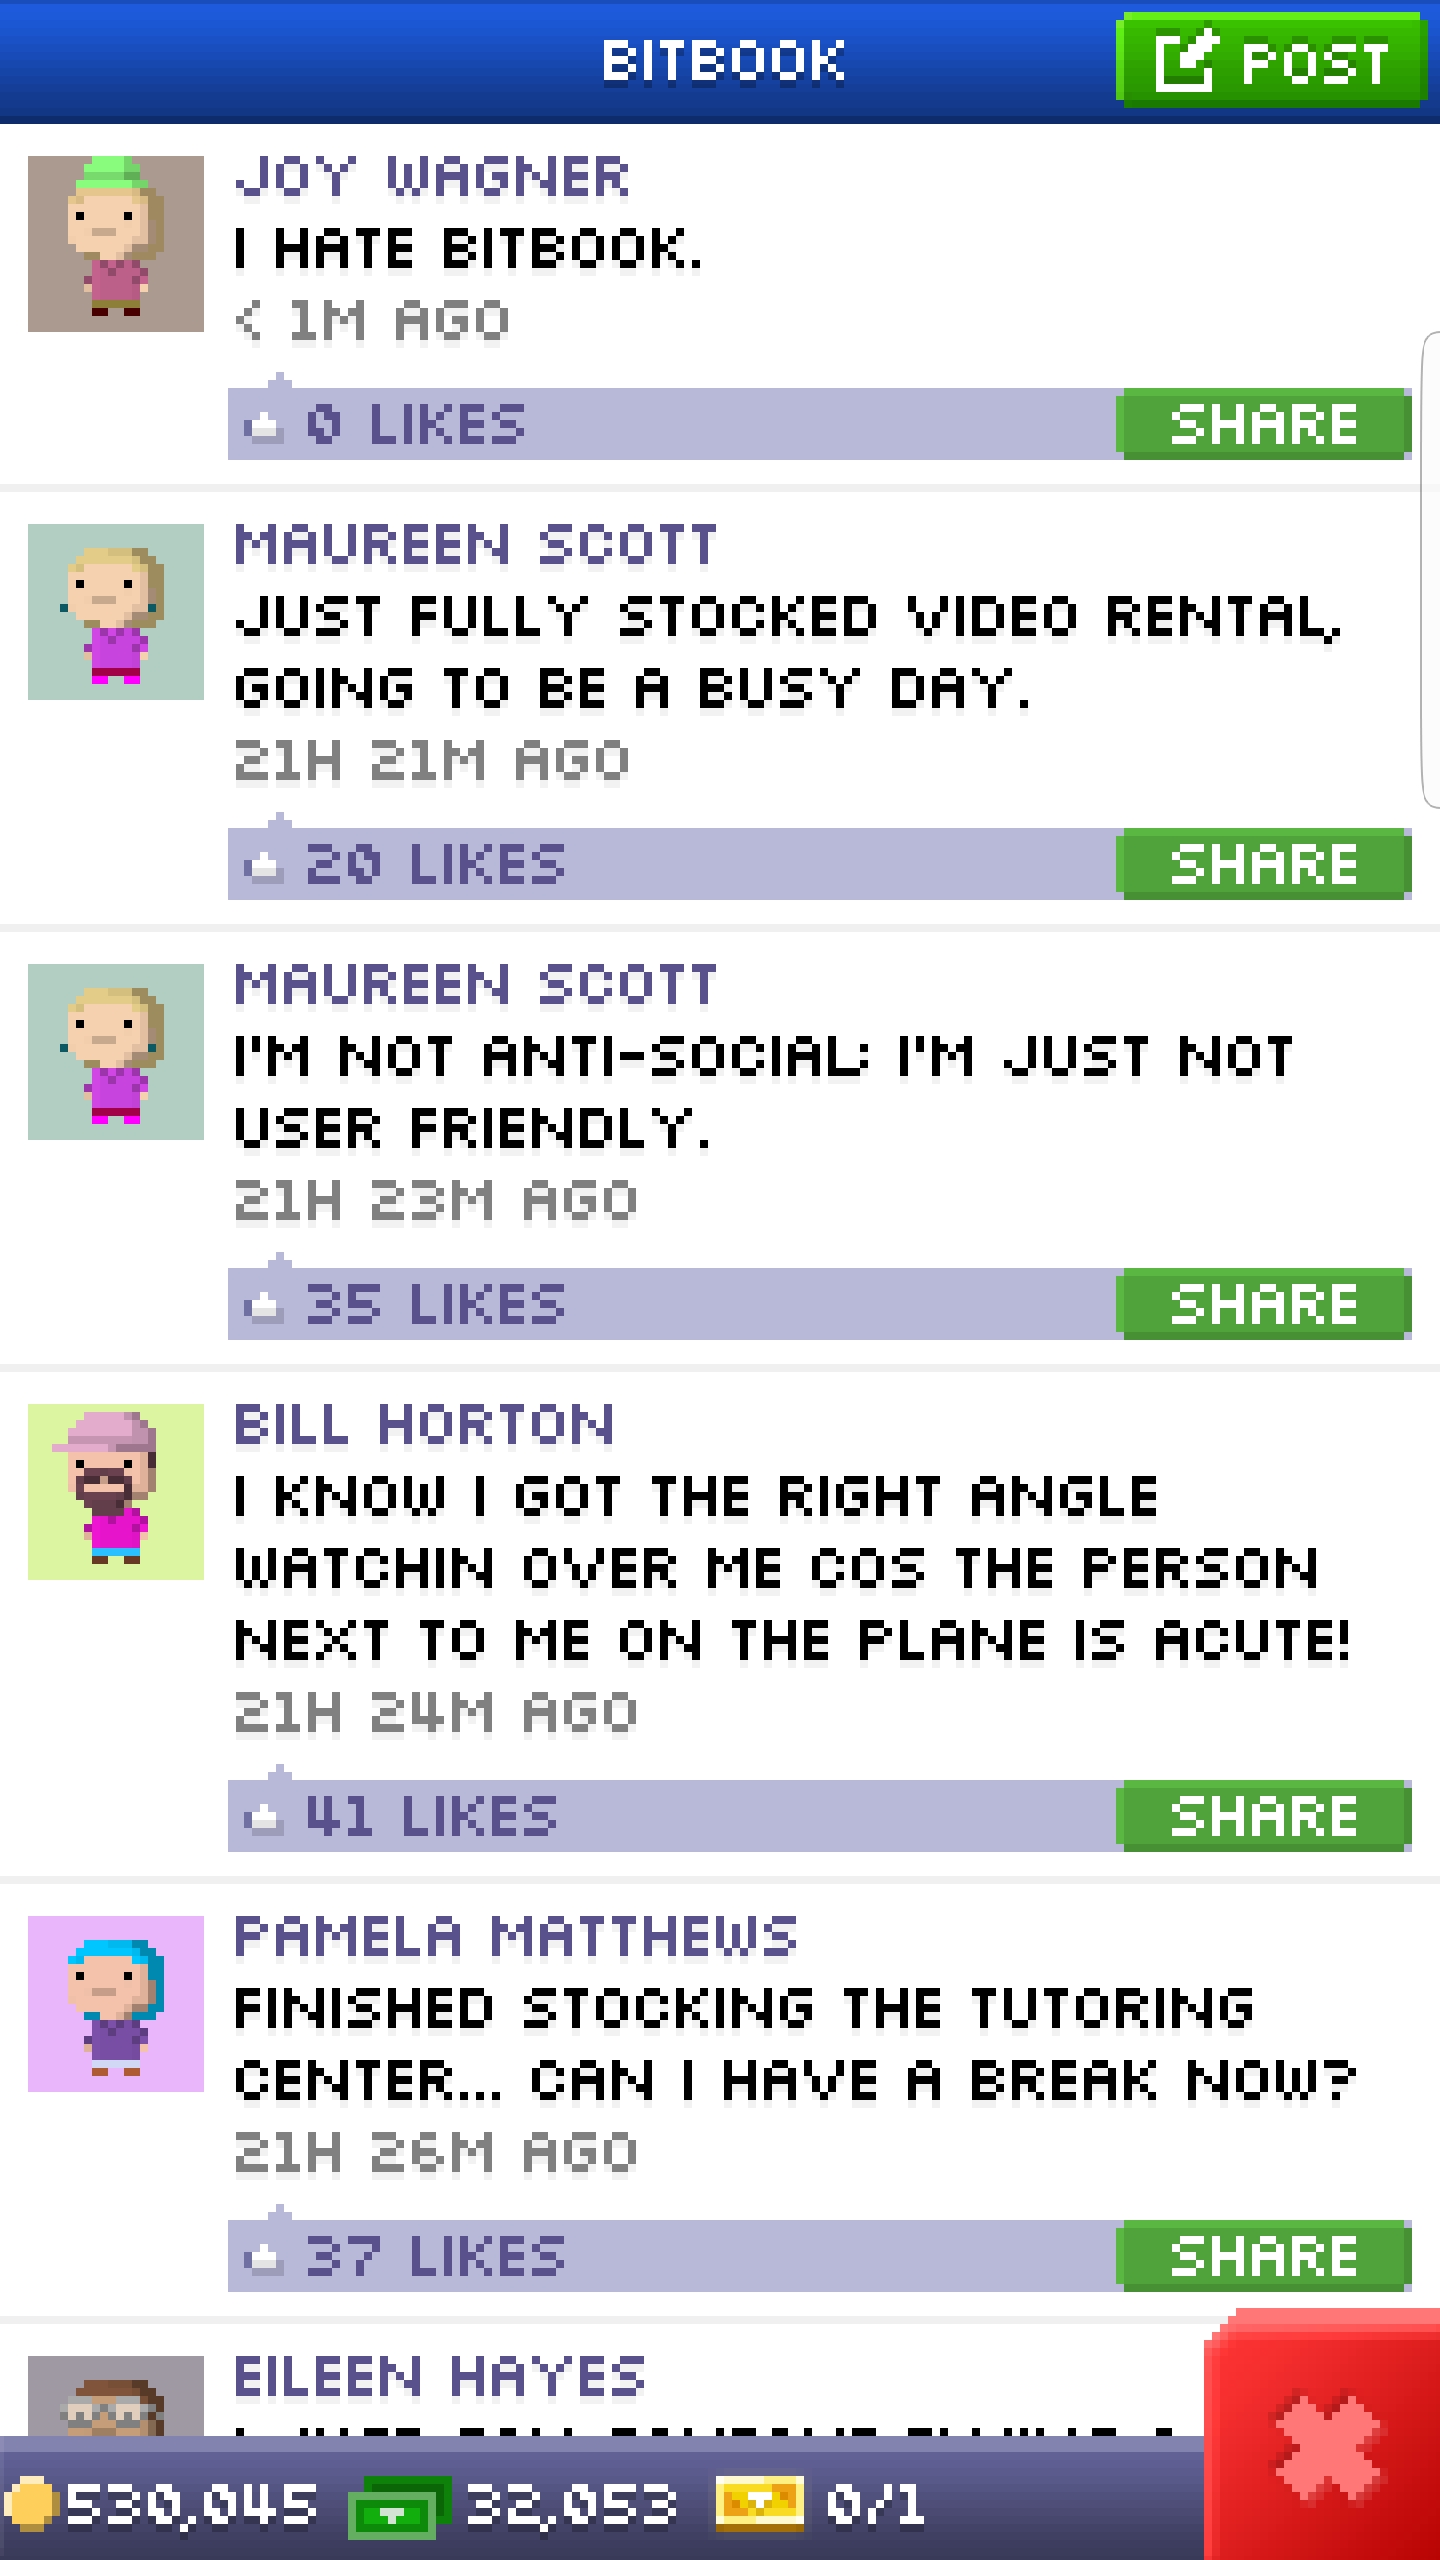 BITBOOK
POST
JOY WAGNER
I HATE BITBOOK.
< 1M AGO
0 LIKES
SHARE
MAUREEN SCOTT
JUST FULLY STOCKED VIDEO RENTAL,
GOING TO BE A BUSY DAY.
21H 21M AGO
20 LIKES
SHARE
MAUREEN SCOTT
I'M NOT ANTI-SOCIAL; I'M JUST NOT
USER FRIENDLY.
21H 23M AGO
35 LIKES
SHARE
BILL HORTON
I KNOW I GOT THE RIGHT ANGLE
WATCHIN OVER ME COS THE PERSON
NEXT TO ME ON THE PLANE IS ACUTE!
21H 24M AGO
41 LIKES
SHARE
PAMELA MATTHEWS
FINISHED STOCKING THE TUTORING
CENTER... CAN I HAVE A BREAK NOW?
21H 26M AGO
37 LIKES
SHARE
EILEEN HAYES
530,045 32,053 0/1